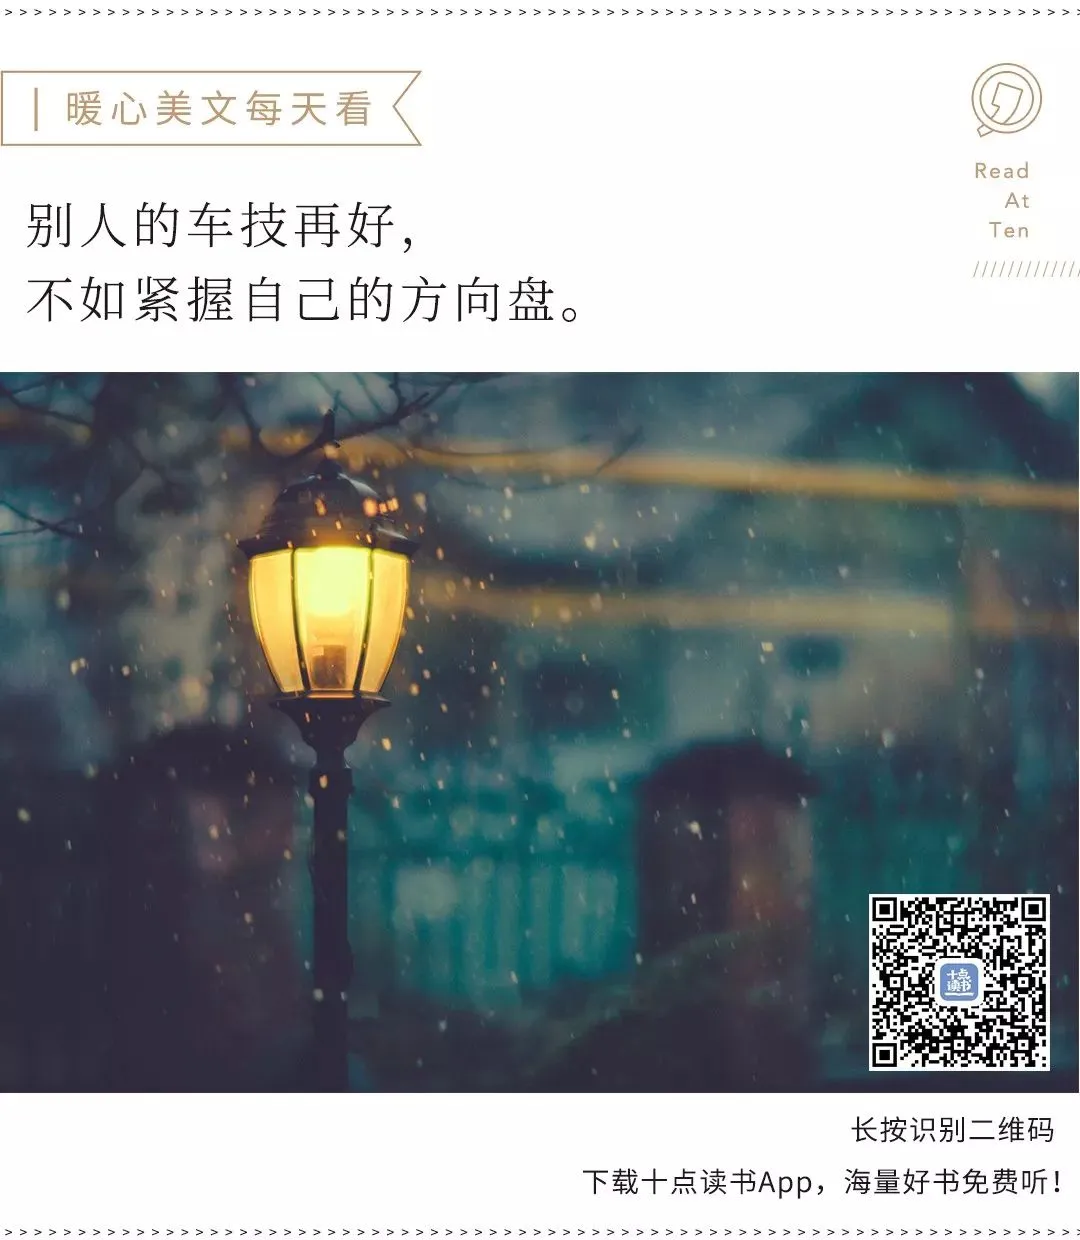 暖心美文每天看
Read
At
Ten
别人的车技再好，
不如紧握自己的方向盘。
十点
读书
长按识别二维码
下载十点读书App，海量好书免费听！